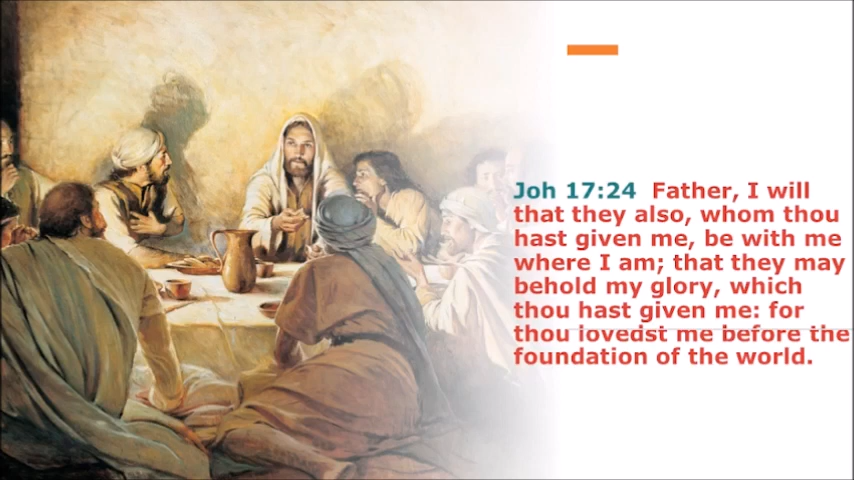 Joh 17:24 Father, I will
that they also, whom thou
hast given me, be with me
where I am; that they may
behold my glory, which
thou hast given me: for
thou lovedst me before the
foundation of the world.